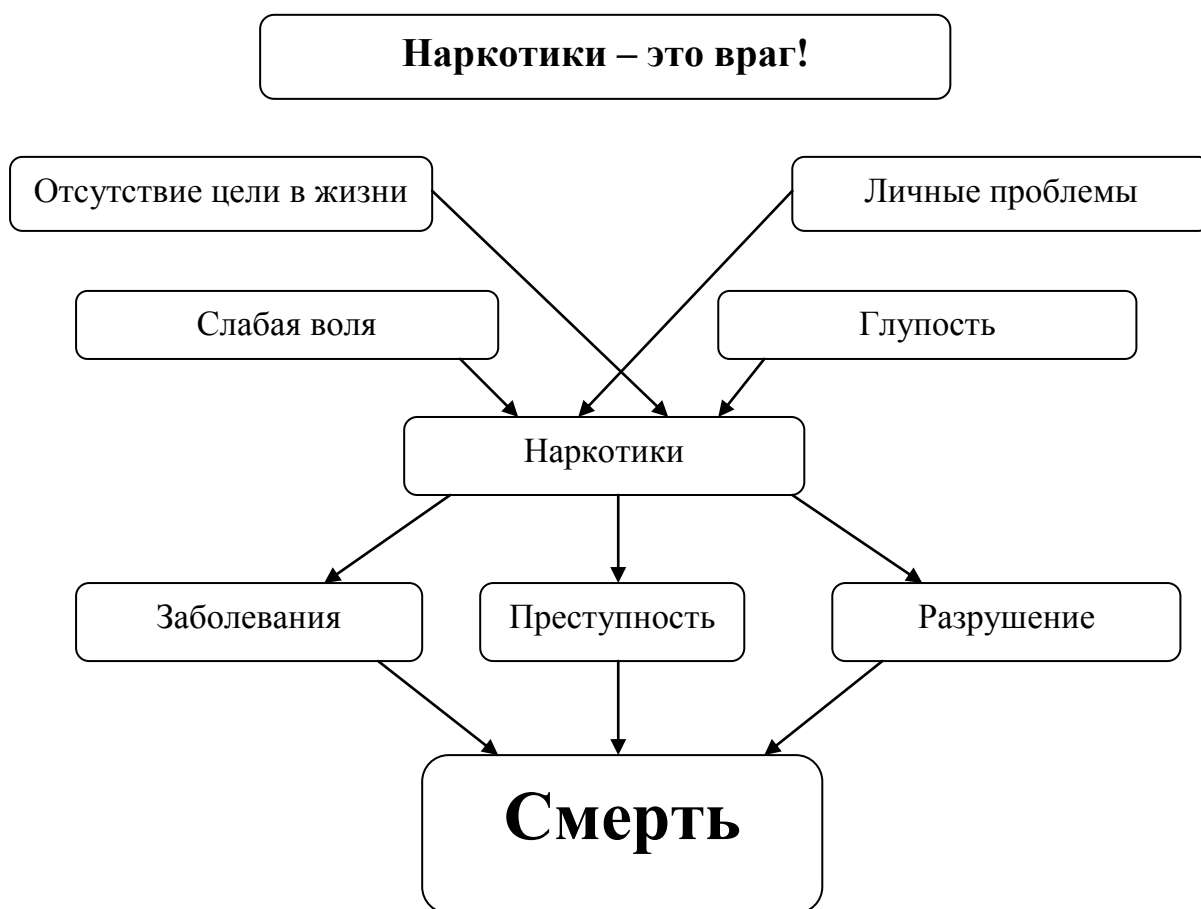 Наркотики – это враг!
Отсутствие цели в жизни
Личные проблемы
Слабая воля
Глупость
Наркотики
Заболевания
Преступность
Разрушение
Смерть